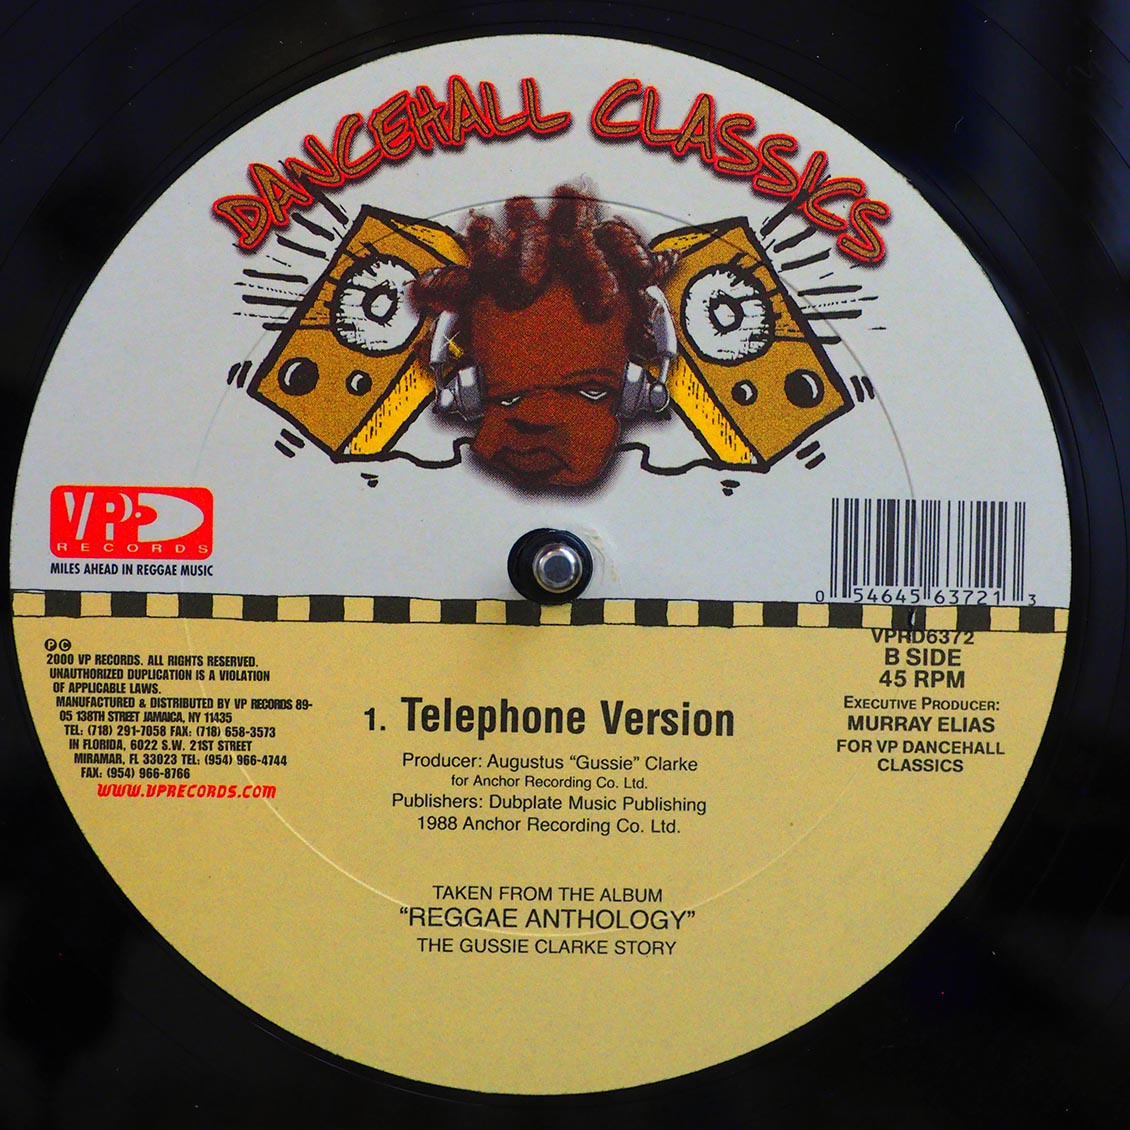 DANCEHALL CLASSICS
VP
RECORDS
MILES AHEAD IN REGGAE MUSIC
0 54645 63721 3
℗©
2000 VP RECORDS. ALL RIGHTS RESERVED.
UNAUTHORIZED DUPLICATION IS A VIOLATION
OF APPLICABLE LAWS.
MANUFACTURED & DISTRIBUTED BY VP RECORDS 89-
05 138TH STREET JAMAICA, NY 11435
TEL: (718) 291-7058 FAX: (718) 658-3573
IN FLORIDA, 6022 S.W. 21ST STREET
MIRAMAR, FL 33023 TEL: (954) 966-4744
FAX: (954) 966-8766
WWW.VPRECORDS.COM
1. Telephone Version
Producer: Augustus “Gussie” Clarke
for Anchor Recording Co. Ltd.
Publishers: Dubplate Music Publishing
1988 Anchor Recording Co. Ltd.
TAKEN FROM THE ALBUM
“REGGAE ANTHOLOGY”
THE GUSSIE CLARKE STORY
VPRD6372
B SIDE
45 RPM
EXECUTIVE PRODUCER:
MURRAY ELIAS
FOR VP DANCEHALL
CLASSICS